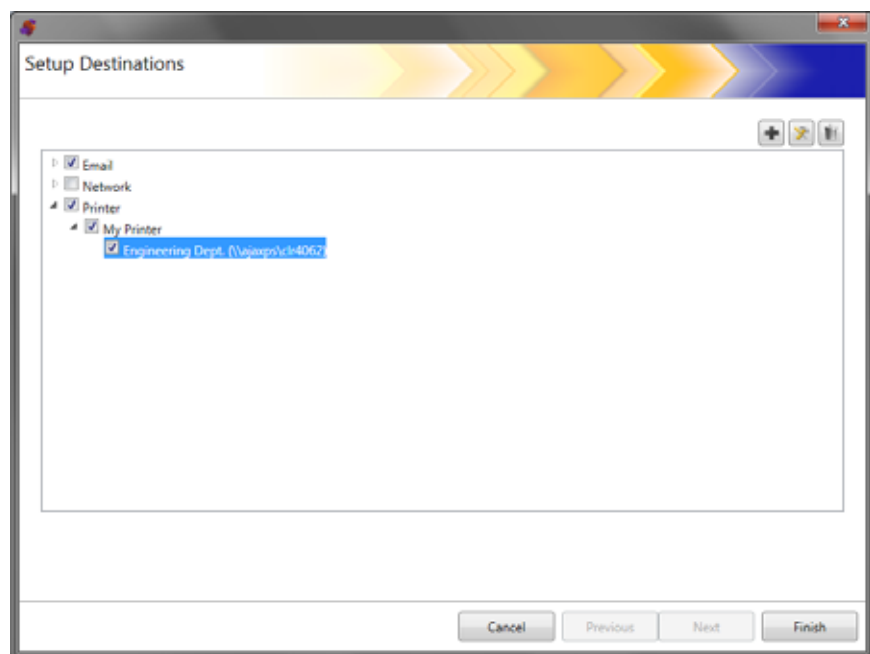 Setup Destinations
Email
Network
Printer
My Printer
Engineering Dept. (\\ajaxps\clr4062)
Cancel
Previous
Next
Finish